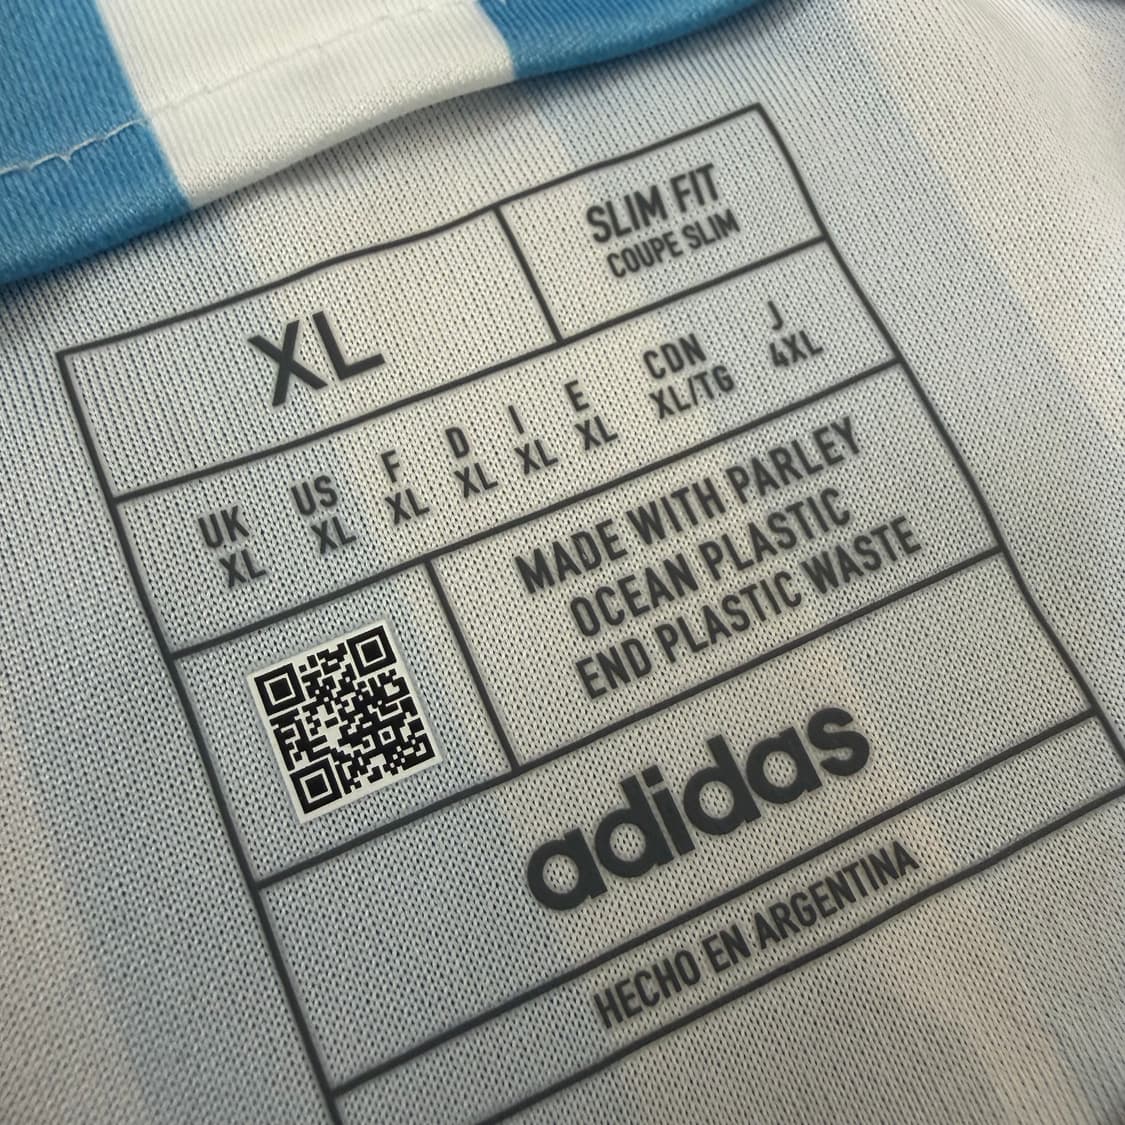 XL
SLIM FIT
COUPE SLIM
UK US F D I E CDN J
XL XL XL XL XL XL XL/TG 4XL
MADE WITH PARLEY
OCEAN PLASTIC
END PLASTIC WASTE
adidas
HECHO EN ARGENTINA